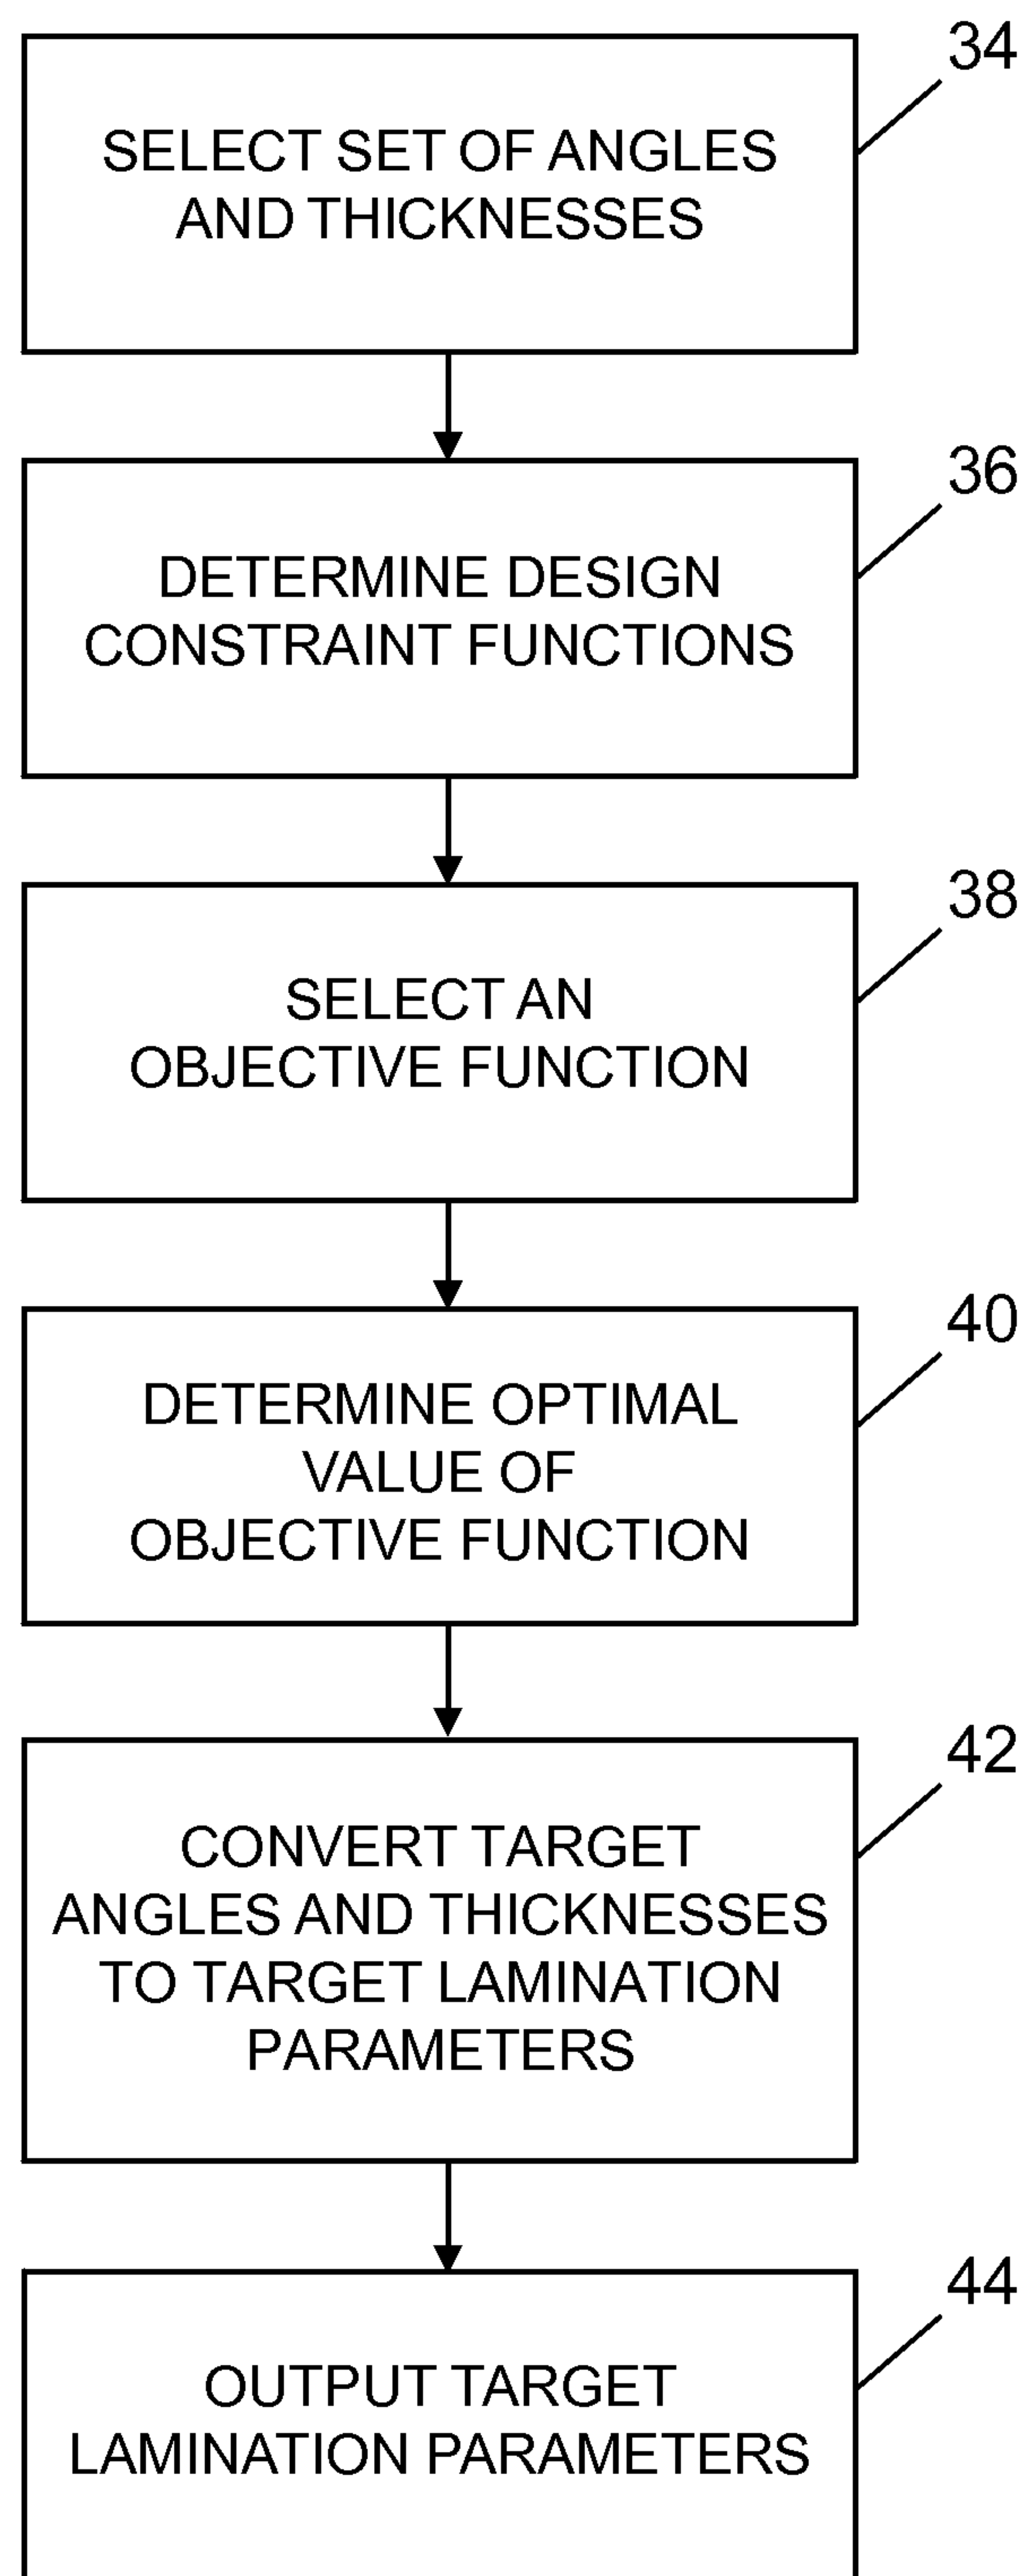 34
SELECT SET OF ANGLES
AND THICKNESSES
36
DETERMINE DESIGN
CONSTRAINT FUNCTIONS
38
SELECT AN
OBJECTIVE FUNCTION
40
DETERMINE OPTIMAL
VALUE OF
OBJECTIVE FUNCTION
42
CONVERT TARGET
ANGLES AND THICKNESSES
TO TARGET LAMINATION
PARAMETERS
44
OUTPUT TARGET
LAMINATION PARAMETERS